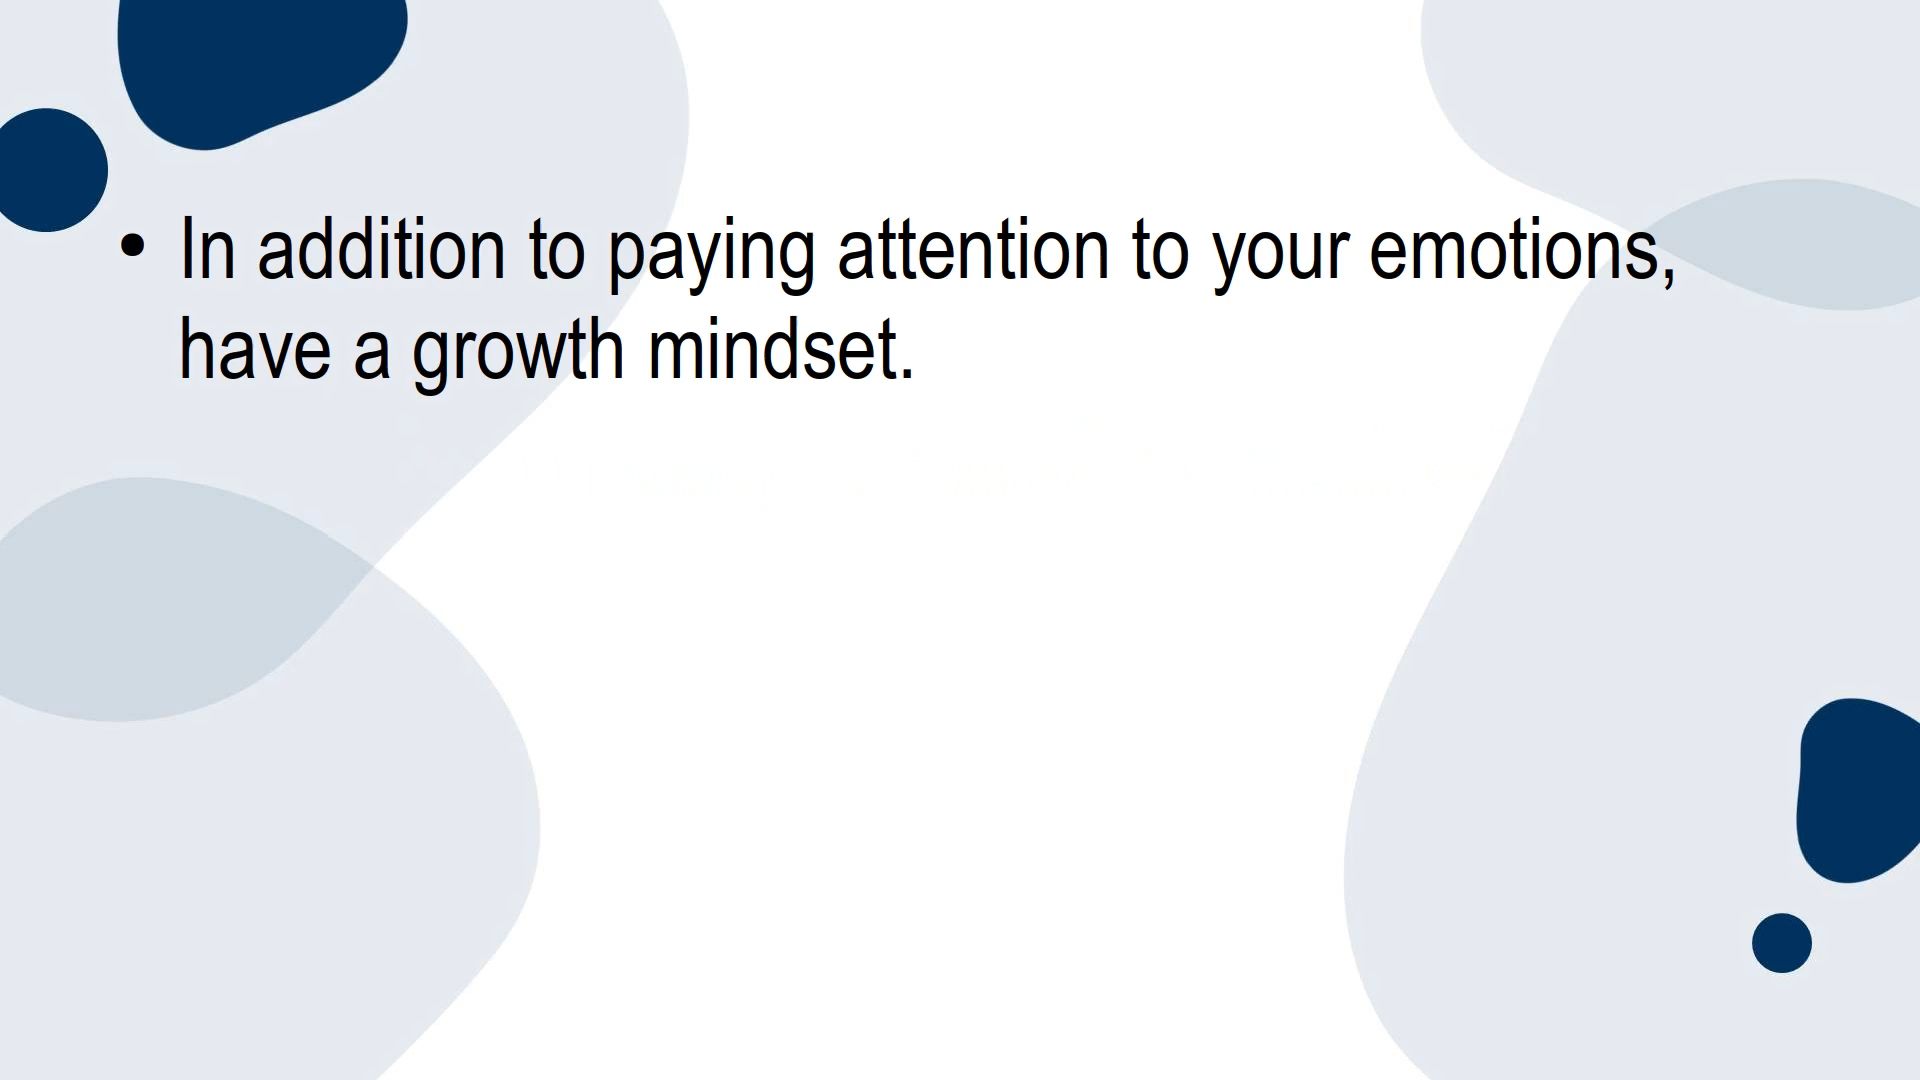 • In addition to paying attention to your emotions,
have a growth mindset.